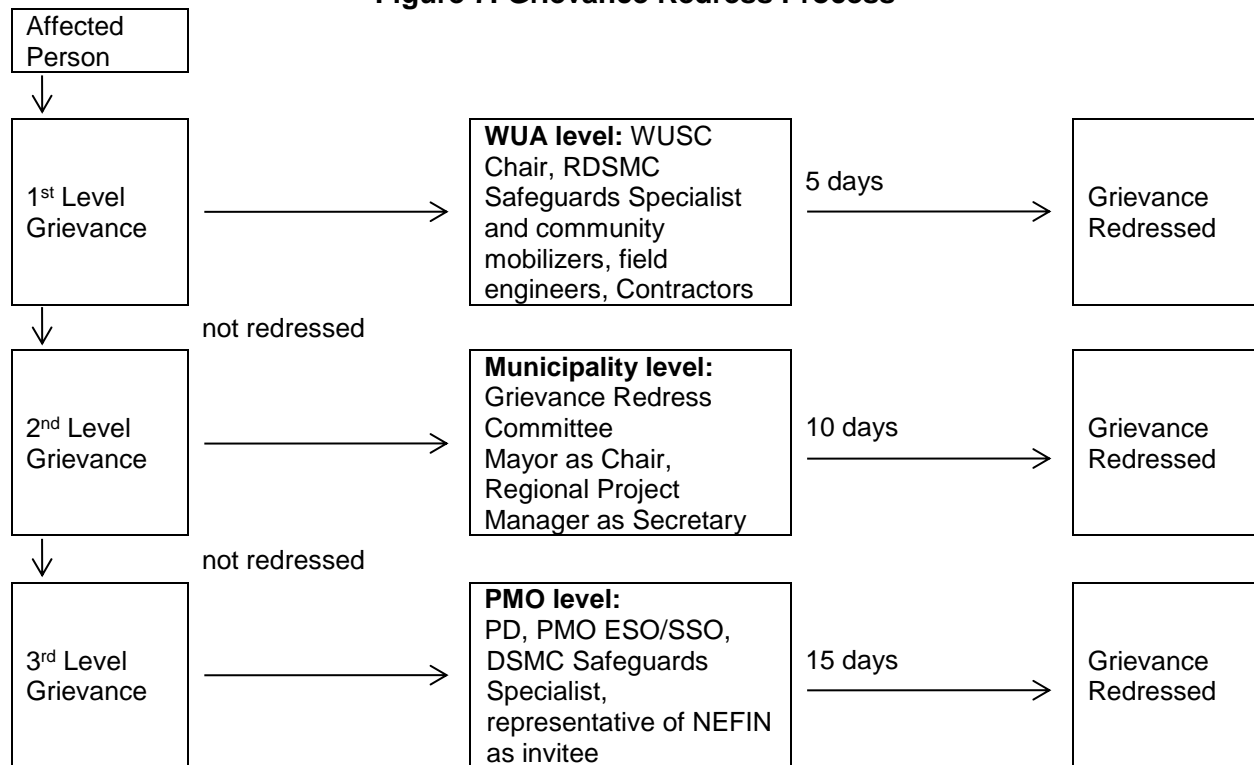 Figure 7: Grievance Redress Process
Affected
Person
1st Level
Grievance
WUA level: WUSC
Chair, RDSMC
Safeguards Specialist
and community
mobilizers, field
engineers, Contractors
5 days
Grievance
Redressed
not redressed
2nd Level
Grievance
Municipality level:
Grievance Redress
Committee
Mayor as Chair,
Regional Project
Manager as Secretary
10 days
Grievance
Redressed
not redressed
3rd Level
Grievance
PMO level:
PD, PMO ESO/SSO,
DSMC Safeguards
Specialist,
representative of NEFIN
as invitee
15 days
Grievance
Redressed